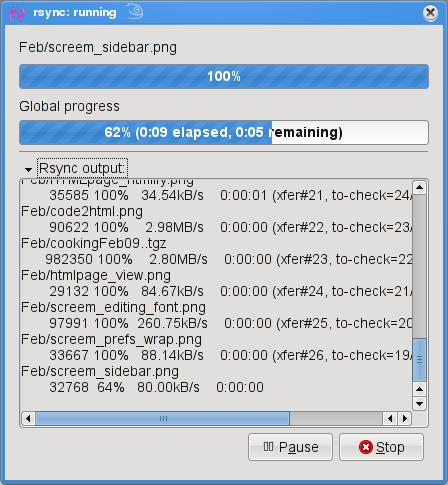 rsync: running
Feb/screem_sidebar.png
100%
Global progress
62% (0:09 elapsed, 0:05 remaining)
Rsync output:
Feb/HTMLpage_htmlify.png
35585 100% 34.54kB/s 0:00:01 (xfer#21, to-check=24/
Feb/code2html.png
90622 100% 2.98MB/s 0:00:00 (xfer#22, to-check=23/
Feb/cookingFeb09..tgz
982350 100% 2.80MB/s 0:00:00 (xfer#23, to-check=22
Feb/htmlpage_view.png
29132 100% 84.67kB/s 0:00:00 (xfer#24, to-check=21/
Feb/screem_editing_font.png
97991 100% 260.75kB/s 0:00:00 (xfer#25, to-check=20
Feb/screem_prefs_wrap.png
33667 100% 88.14kB/s 0:00:00 (xfer#26, to-check=19/
Feb/screem_sidebar.png
32768 64% 80.00kB/s 0:00:00
Pause
Stop